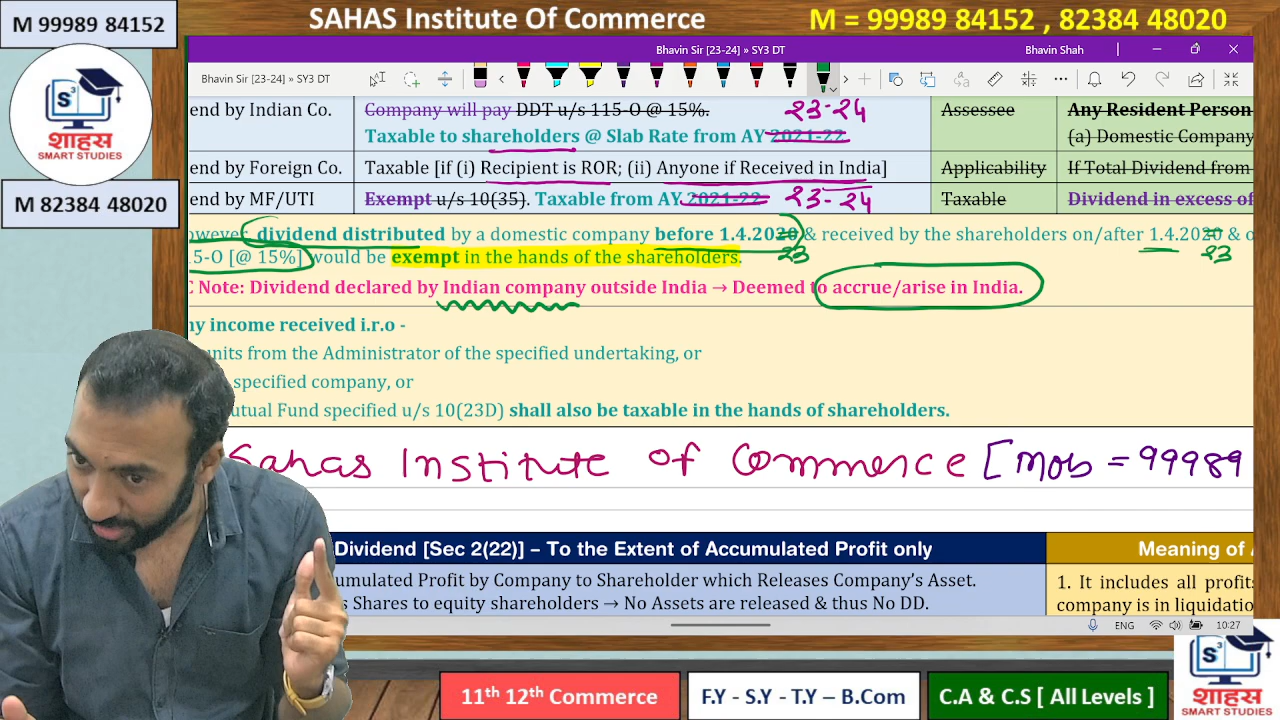 M 99989 84152
SAHAS Institute Of Commerce
M = 99989 84152 , 82384 48020
S3
शाहस
SMART STUDIES
M 82384 48020
Bhavin Sir [23-24] » SY3 DT
Bhavin Shah
Bhavin Sir [23-24] » SY3 DT
end by Indian Co.
Company will pay DDT u/s 115-O @ 15%.
23-24
Taxable to shareholders @ Slab Rate from AY 2021-22
Assessee
Any Resident Person
(a) Domestic Company
end by Foreign Co.
Taxable [if (i) Recipient is ROR; (ii) Anyone if Received in India]
Applicability
If Total Dividend from
end by MF/UTI
Exempt u/s 10(35). Taxable from AY 2021-22 23-24
Taxable
Dividend in excess of
owever, dividend distributed by a domestic company before 1.4.2020 & received by the shareholders on/after 1.4.2020 & o
23
23
15-O [@ 15%] would be exempt in the hands of the shareholders.
C Note: Dividend declared by Indian company outside India → Deemed to accrue/arise in India.
ny income received i.r.o -
units from the Administrator of the specified undertaking, or
specified company, or
utual Fund specified u/s 10(23D) shall also be taxable in the hands of shareholders.
Sahas Institute of Commerce [Mob = 99989
Dividend [Sec 2(22)] – To the Extent of Accumulated Profit only
Meaning of A
umulated Profit by Company to Shareholder which Releases Company's Asset.
s Shares to equity shareholders → No Assets are released & thus No DD.
1. It includes all profits
company is in liquidatio
ENG
10:27
S3
शाहस
SMART STUDIES
11th 12th Commerce
F.Y - S.Y - T.Y – B.Com
C.A & C.S [ All Levels ]